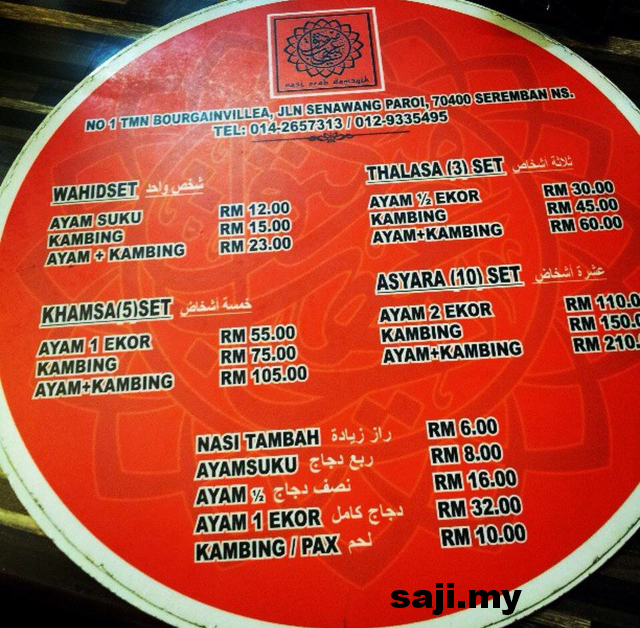 nasi arab damsyik
NO 1 TMN BOURGAINVILLEA, JLN SENAWANG PAROI, 70400 SEREMBAN NS.
TEL: 014-2657313 / 012-9335495
WAHIDSET شخص واحد
AYAM SUKU RM 12.00
KAMBING RM 15.00
AYAM + KAMBING RM 23.00
THALASA (3) SET ثلاثة أشخاص
AYAM ½ EKOR RM 30.00
KAMBING RM 45.00
AYAM+KAMBING RM 60.00
KHAMSA(5)SET خمسة أشخاص
AYAM 1 EKOR RM 55.00
KAMBING RM 75.00
AYAM+KAMBING RM 105.00
ASYARA (10) SET عشرة أشخاص
AYAM 2 EKOR RM 110.0
KAMBING RM 150.0
AYAM+KAMBING RM 210.
NASI TAMBAH راز زيادة RM 6.00
AYAMSUKU ربع دجاج RM 8.00
AYAM ½ نصف دجاج RM 16.00
AYAM 1 EKOR دجاج كامل RM 32.00
KAMBING / PAX لحم RM 10.00
saji.my